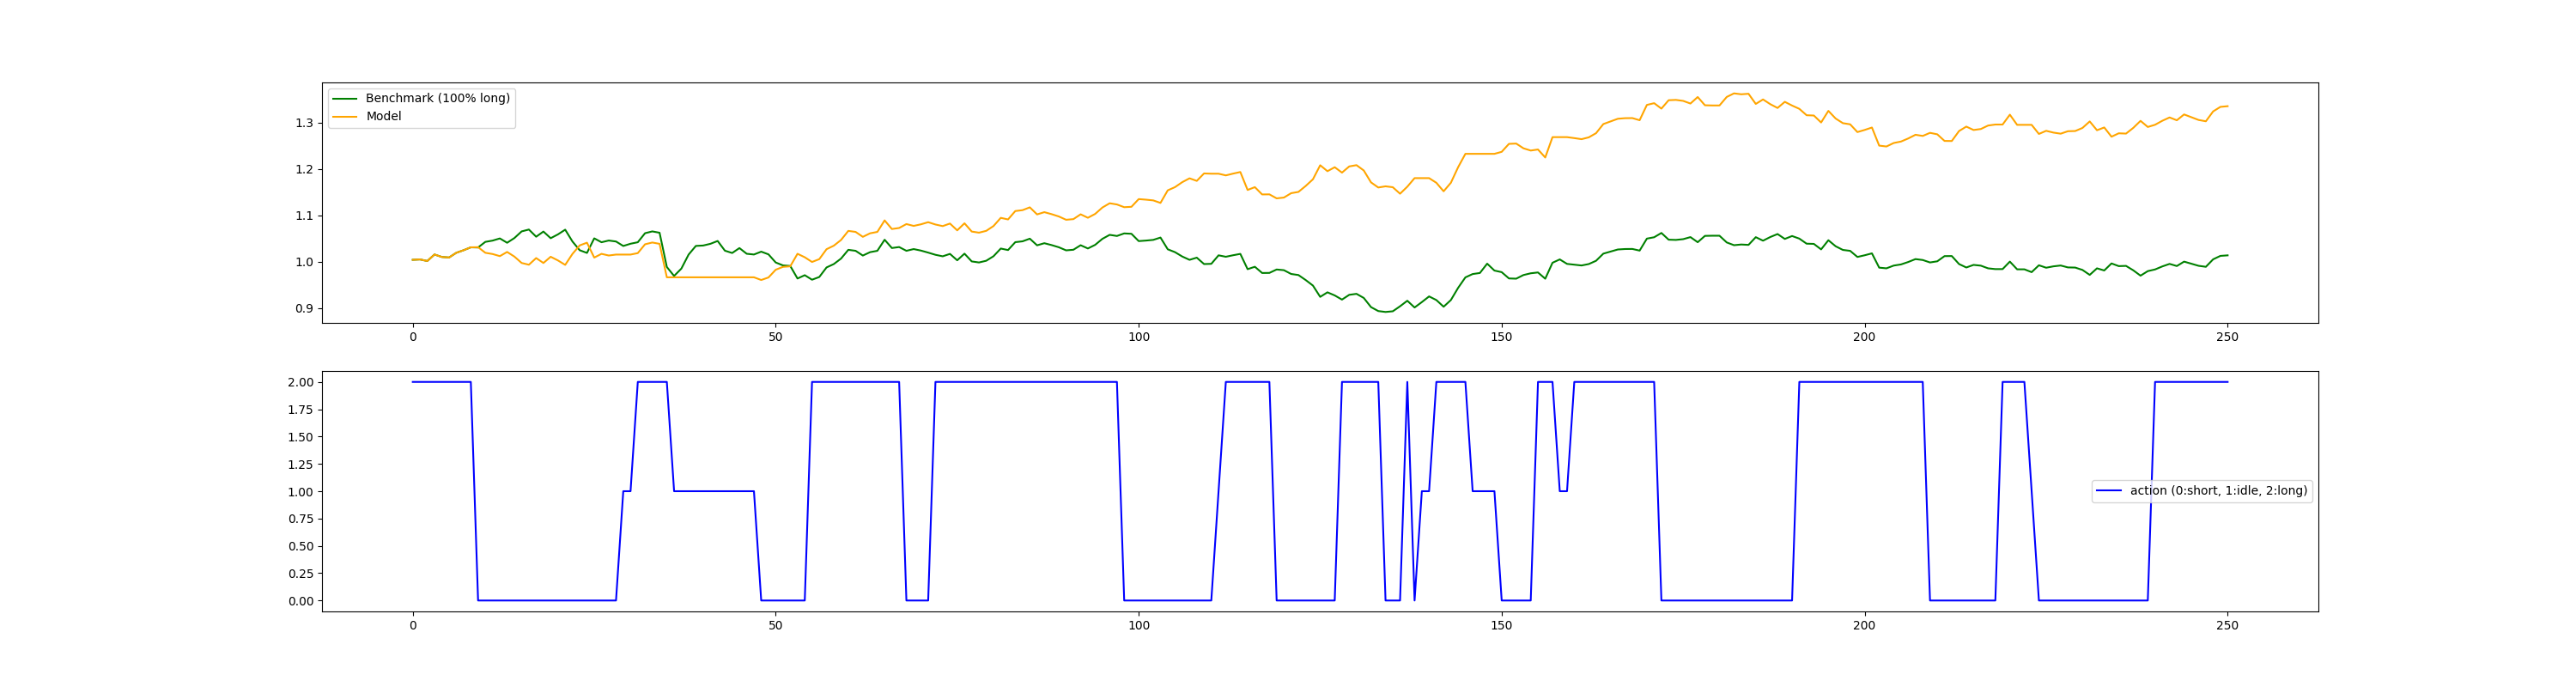 Benchmark (100% long)
Model
1.3
1.2
1.1
1.0
0.9
0 50 100 150 200 250
2.00
1.75
1.50
1.25
1.00
0.75
0.50
0.25
0.00
action (0:short, 1:idle, 2:long)
0 50 100 150 200 250